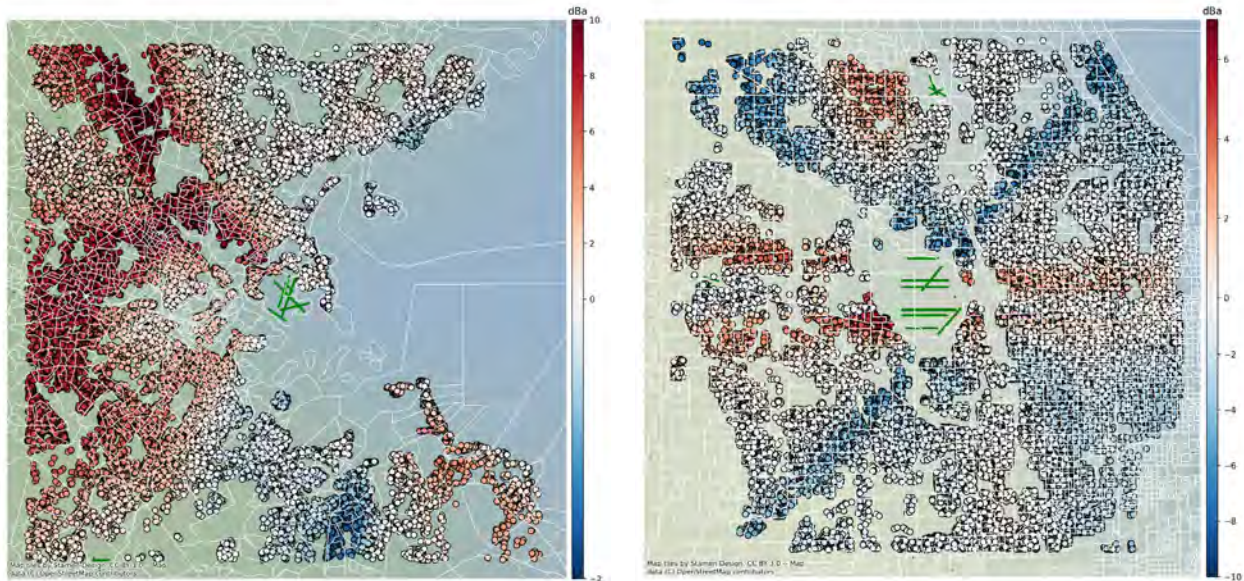 dBa
10
8
6
4
2
0
−2
Map tiles by Stamen Design, CC BY 3.0 -- Map
data (C) OpenStreetMap contributors
dBa
6
4
2
0
−2
−4
−6
−8
−10
Map tiles by Stamen Design, CC BY 3.0 -- Map
data (C) OpenStreetMap contributors